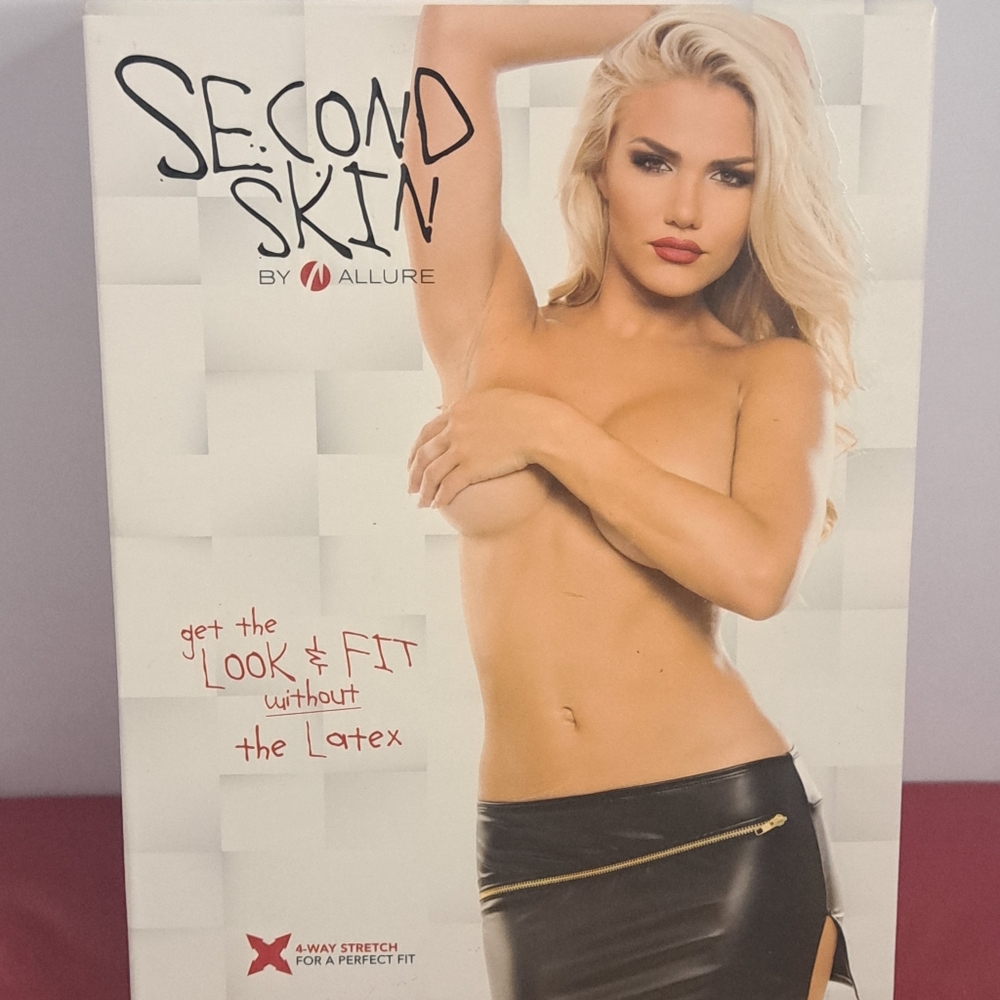 SECOND
SKIN
BY ALLURE
get the
LOOK & FIT
without
the Latex
4-WAY STRETCH
FOR A PERFECT FIT